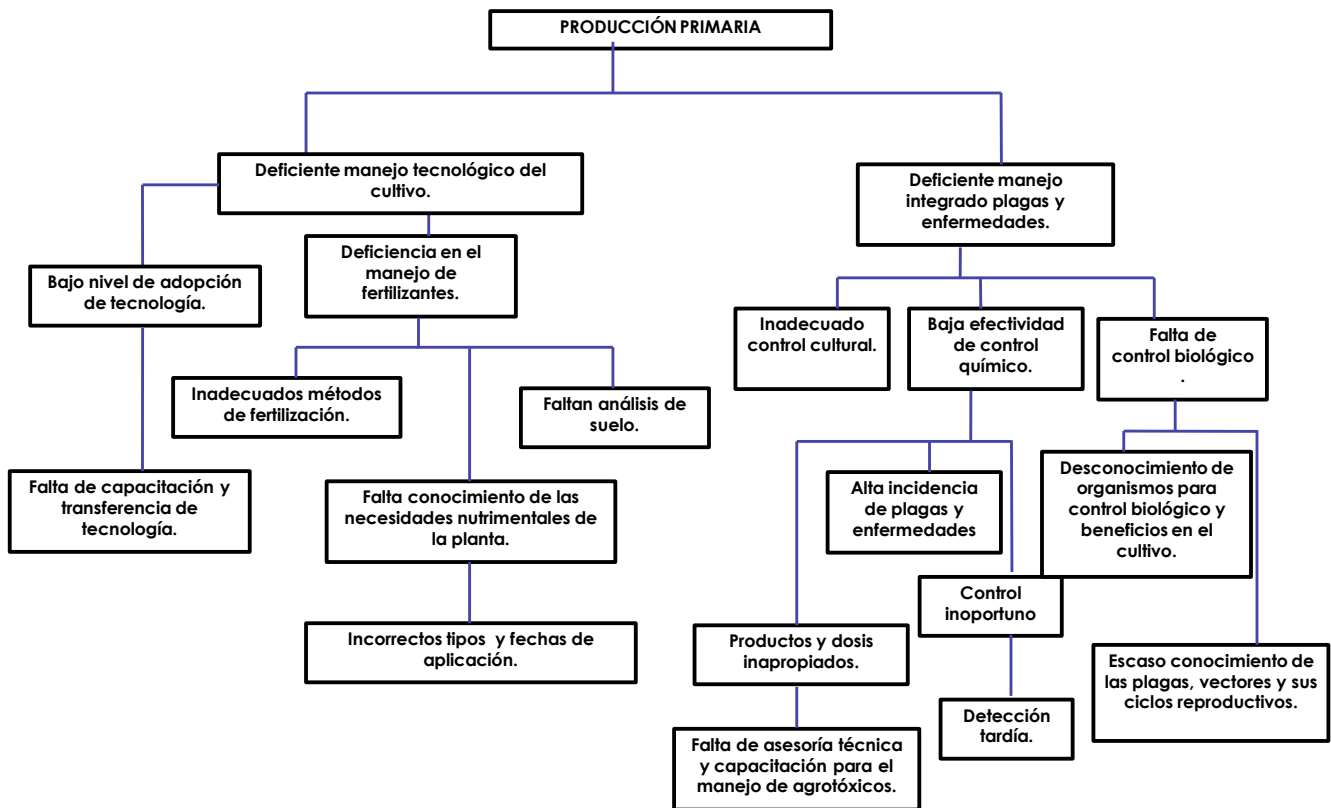 PRODUCCIÓN PRIMARIA
Deficiente manejo tecnológico del
cultivo.
Deficiente manejo
integrado plagas y
enfermedades.
Bajo nivel de adopción
de tecnología.
Deficiencia en el
manejo de
fertilizantes.
Inadecuado
control cultural.
Baja efectividad
de control
químico.
Falta de
control biológico
.
Inadecuados métodos
de fertilización.
Faltan análisis de
suelo.
Falta de capacitación y
transferencia de
tecnología.
Falta conocimiento de las
necesidades nutrimentales de
la planta.
Alta incidencia
de plagas y
enfermedades
Desconocimiento de
organismos para
control biológico y
beneficios en el
cultivo.
Control
inoportuno
Incorrectos tipos  y fechas de
aplicación.
Productos y dosis
inapropiados.
Escaso conocimiento de
las plagas, vectores y sus
ciclos reproductivos.
Detección
tardía.
Falta de asesoría técnica
y capacitación para el
manejo de agrotóxicos.